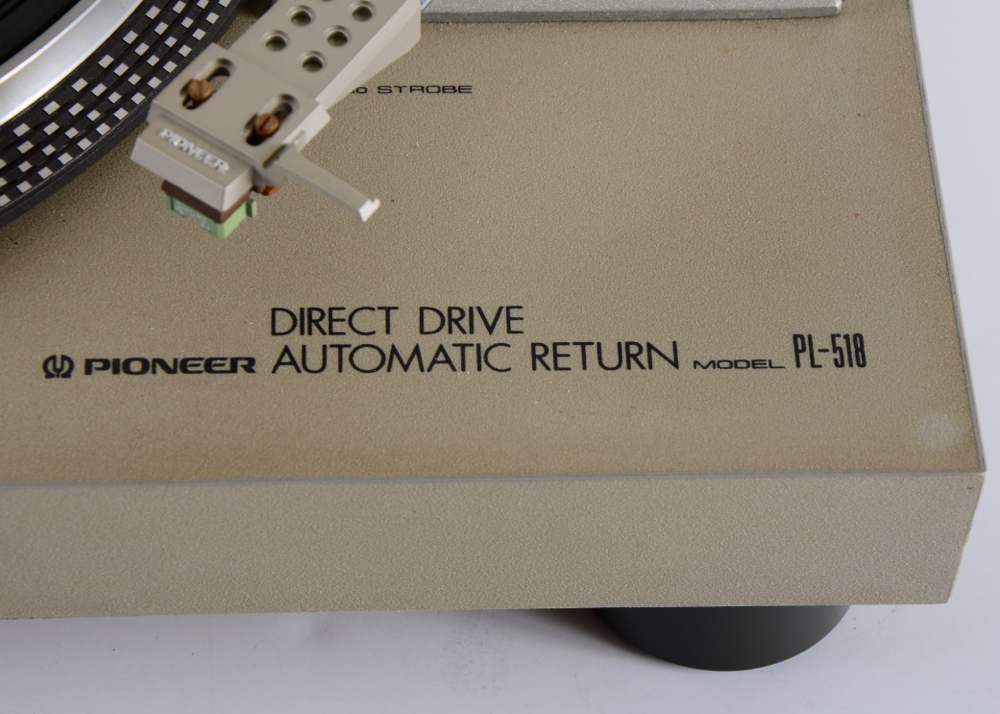 STROBE
PIONEER
DIRECT DRIVE
PIONEER AUTOMATIC RETURN MODEL PL-518